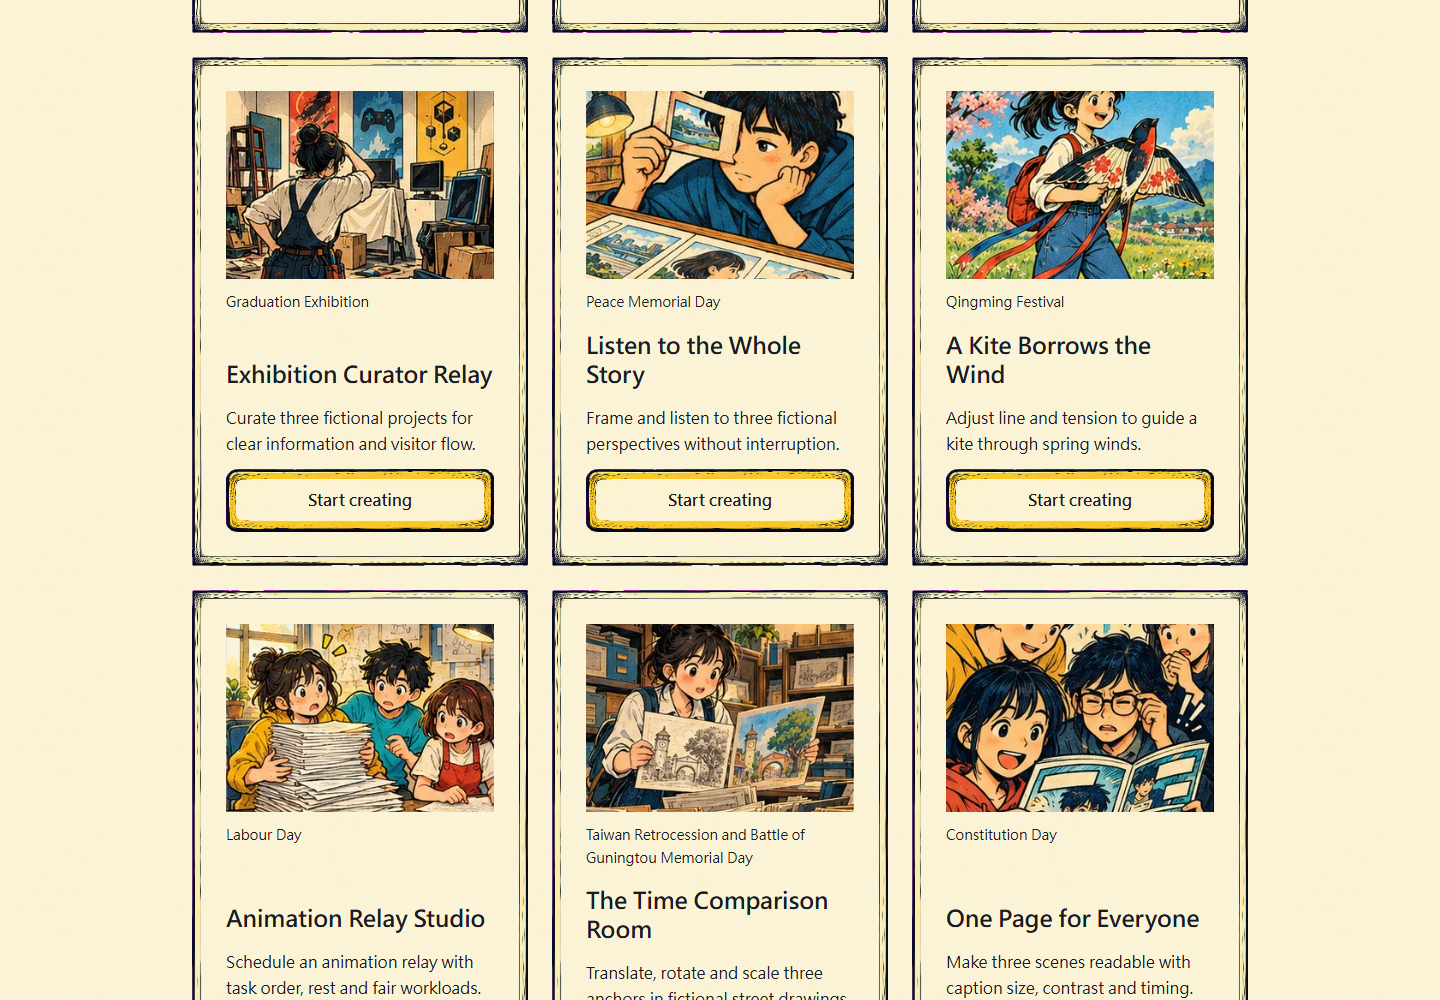 Graduation Exhibition
Exhibition Curator Relay
Curate three fictional projects for
clear information and visitor flow.
Start creating
Peace Memorial Day
Listen to the Whole
Story
Frame and listen to three fictional
perspectives without interruption.
Start creating
Qingming Festival
A Kite Borrows the
Wind
Adjust line and tension to guide a
kite through spring winds.
Start creating
Labour Day
Animation Relay Studio
Schedule an animation relay with
task order, rest and fair workloads.
Taiwan Retrocession and Battle of
Guningtou Memorial Day
The Time Comparison
Room
Translate, rotate and scale three
anchors in fictional street drawings
Constitution Day
One Page for Everyone
Make three scenes readable with
caption size, contrast and timing.